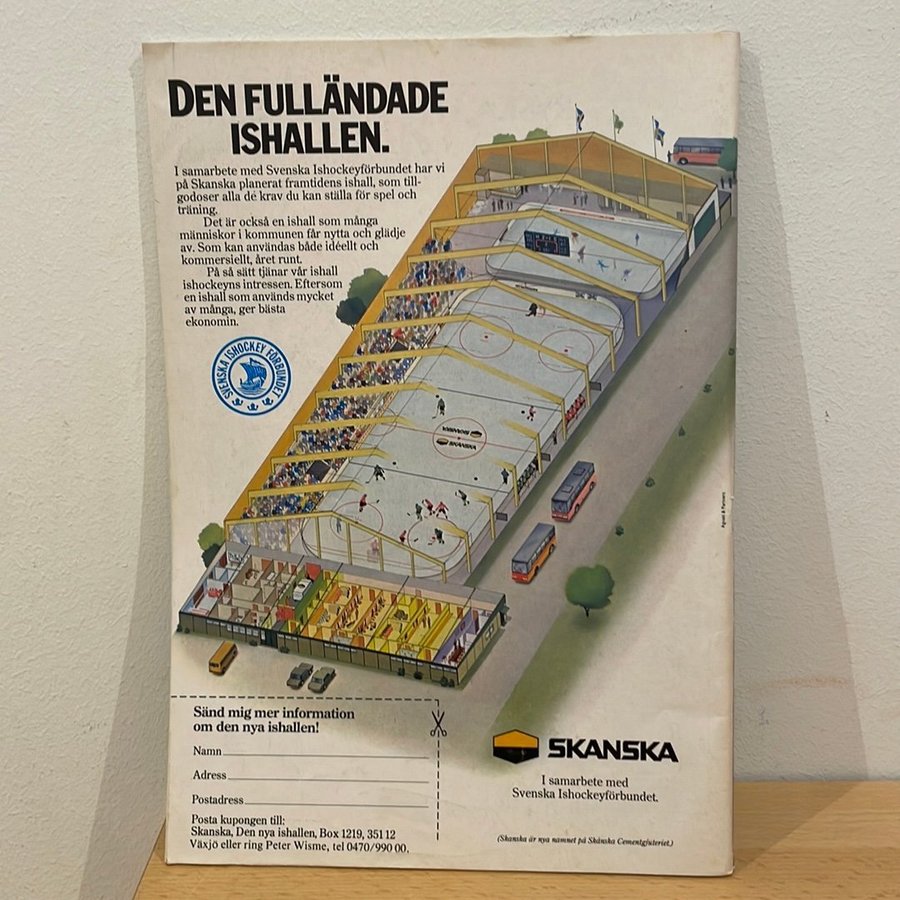 DEN FULLÄNDADE
ISHALLEN.
I samarbete med Svenska Ishockeyförbundet har vi
på Skanska planerat framtidens ishall, som till-
godoser alla de krav du kan ställa för spel och
träning.
Det är också en ishall som många
människor i kommunen får nytta och glädje
av. Som kan användas både idéellt och
kommersiellt, året runt.
På så sätt tjänar vår ishall
ishockeyns intressen. Eftersom
en ishall som används mycket
av många, ger bästa
ekonomin.
SVENSKA ISHOCKEY FÖRBUNDET
SKANSKA
SKANSKA
Agneli & Partners
Sänd mig mer information
om den nya ishallen!
Namn
Adress
Postadress
Posta kupongen till:
Skanska, Den nya ishallen, Box 1219, 351 12
Växjö eller ring Peter Wisme, tel 0470/990 00.
SKANSKA
I samarbete med
Svenska Ishockeyförbundet.
(Skanska är nya namnet på Skånska Cementgjuteriet.)